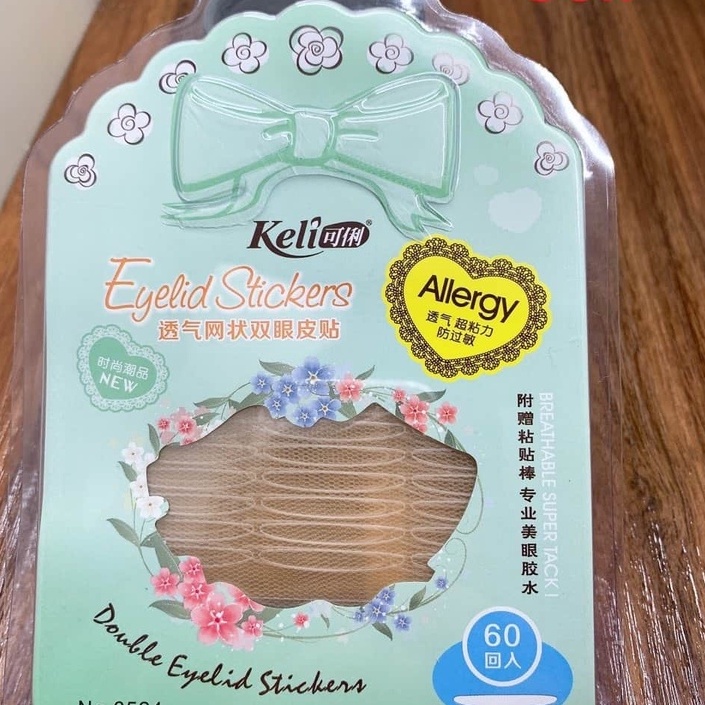 Keli可俐®
Eyelid Stickers
透气网状双眼皮贴
Allergy
透气 超粘力
防过敏
时尚潮品
NEW
附赠粘贴棒 专业美眼胶水
BREATHABLE SUPER TACK!
60
回入
Double Eyelid Stickers